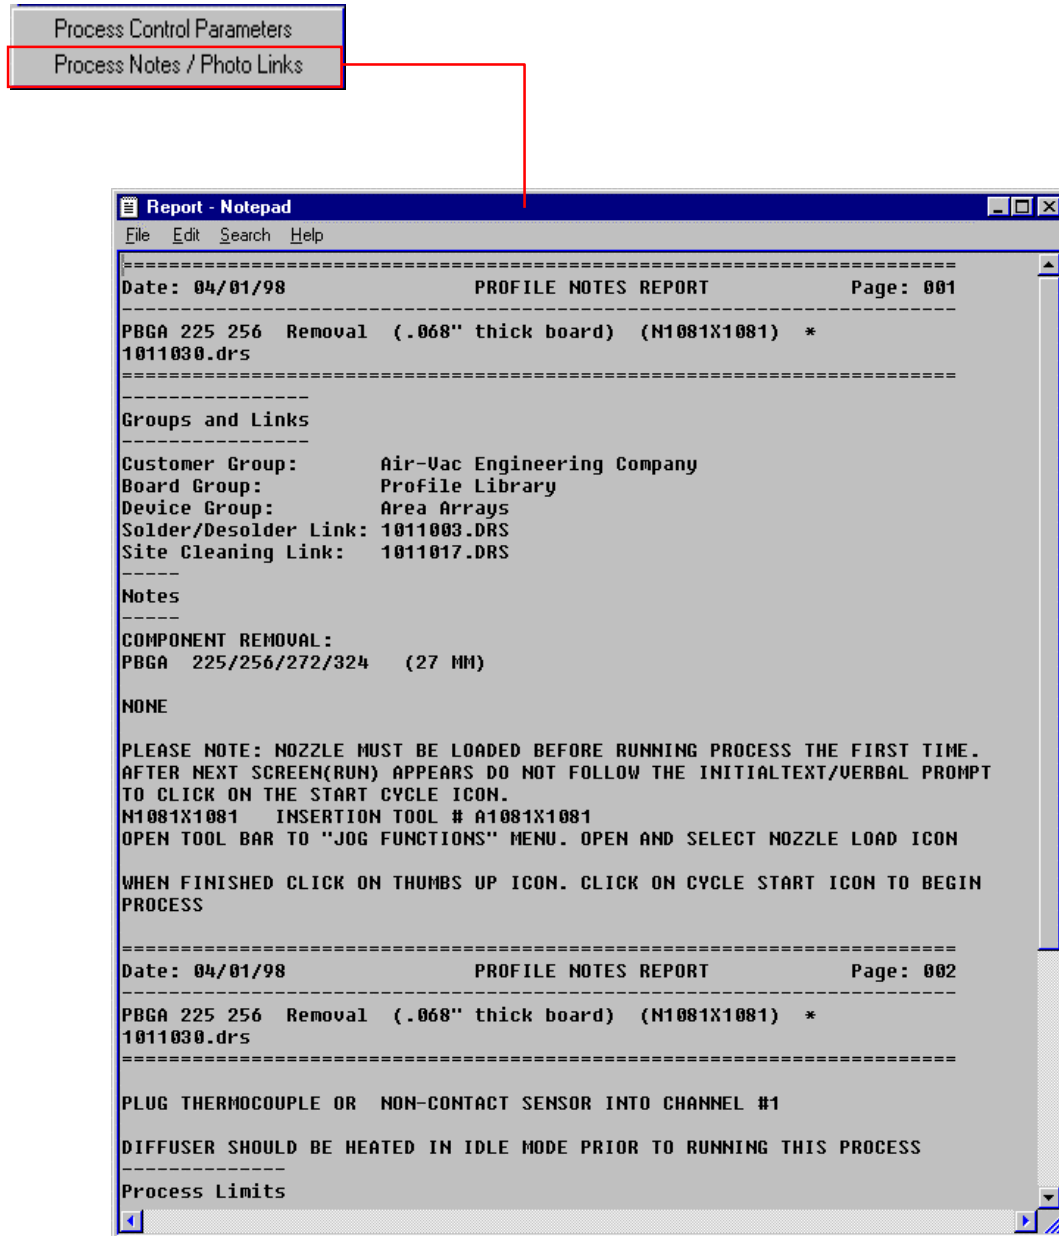 Process Control Parameters
Process Notes / Photo Links
Report - Notepad
File Edit Search Help
=======================================================================
Date: 04/01/98                PROFILE NOTES REPORT            Page: 001
-----------------------------------------------------------------------
PBGA 225 256  Removal  (.068" thick board)  (N1081X1081)  *
1011030.drs
=======================================================================
----------------
Groups and Links
----------------
Customer Group:       Air-Vac Engineering Company
Board Group:          Profile Library
Device Group:         Area Arrays
Solder/Desolder Link: 1011003.DRS
Site Cleaning Link:   1011017.DRS
-----
Notes
-----
COMPONENT REMOVAL:
PBGA  225/256/272/324   (27 MM)
NONE
PLEASE NOTE: NOZZLE MUST BE LOADED BEFORE RUNNING PROCESS THE FIRST TIME.
AFTER NEXT SCREEN(RUN) APPEARS DO NOT FOLLOW THE INITIALTEXT/VERBAL PROMPT
TO CLICK ON THE START CYCLE ICON.
N1081X1081   INSERTION TOOL # A1081X1081
OPEN TOOL BAR TO "JOG FUNCTIONS" MENU. OPEN AND SELECT NOZZLE LOAD ICON
WHEN FINISHED CLICK ON THUMBS UP ICON. CLICK ON CYCLE START ICON TO BEGIN
PROCESS
=======================================================================
Date: 04/01/98                PROFILE NOTES REPORT            Page: 002
-----------------------------------------------------------------------
PBGA 225 256  Removal  (.068" thick board)  (N1081X1081)  *
1011030.drs
=======================================================================
PLUG THERMOCOUPLE OR  NON-CONTACT SENSOR INTO CHANNEL #1
DIFFUSER SHOULD BE HEATED IN IDLE MODE PRIOR TO RUNNING THIS PROCESS
--------------
Process Limits